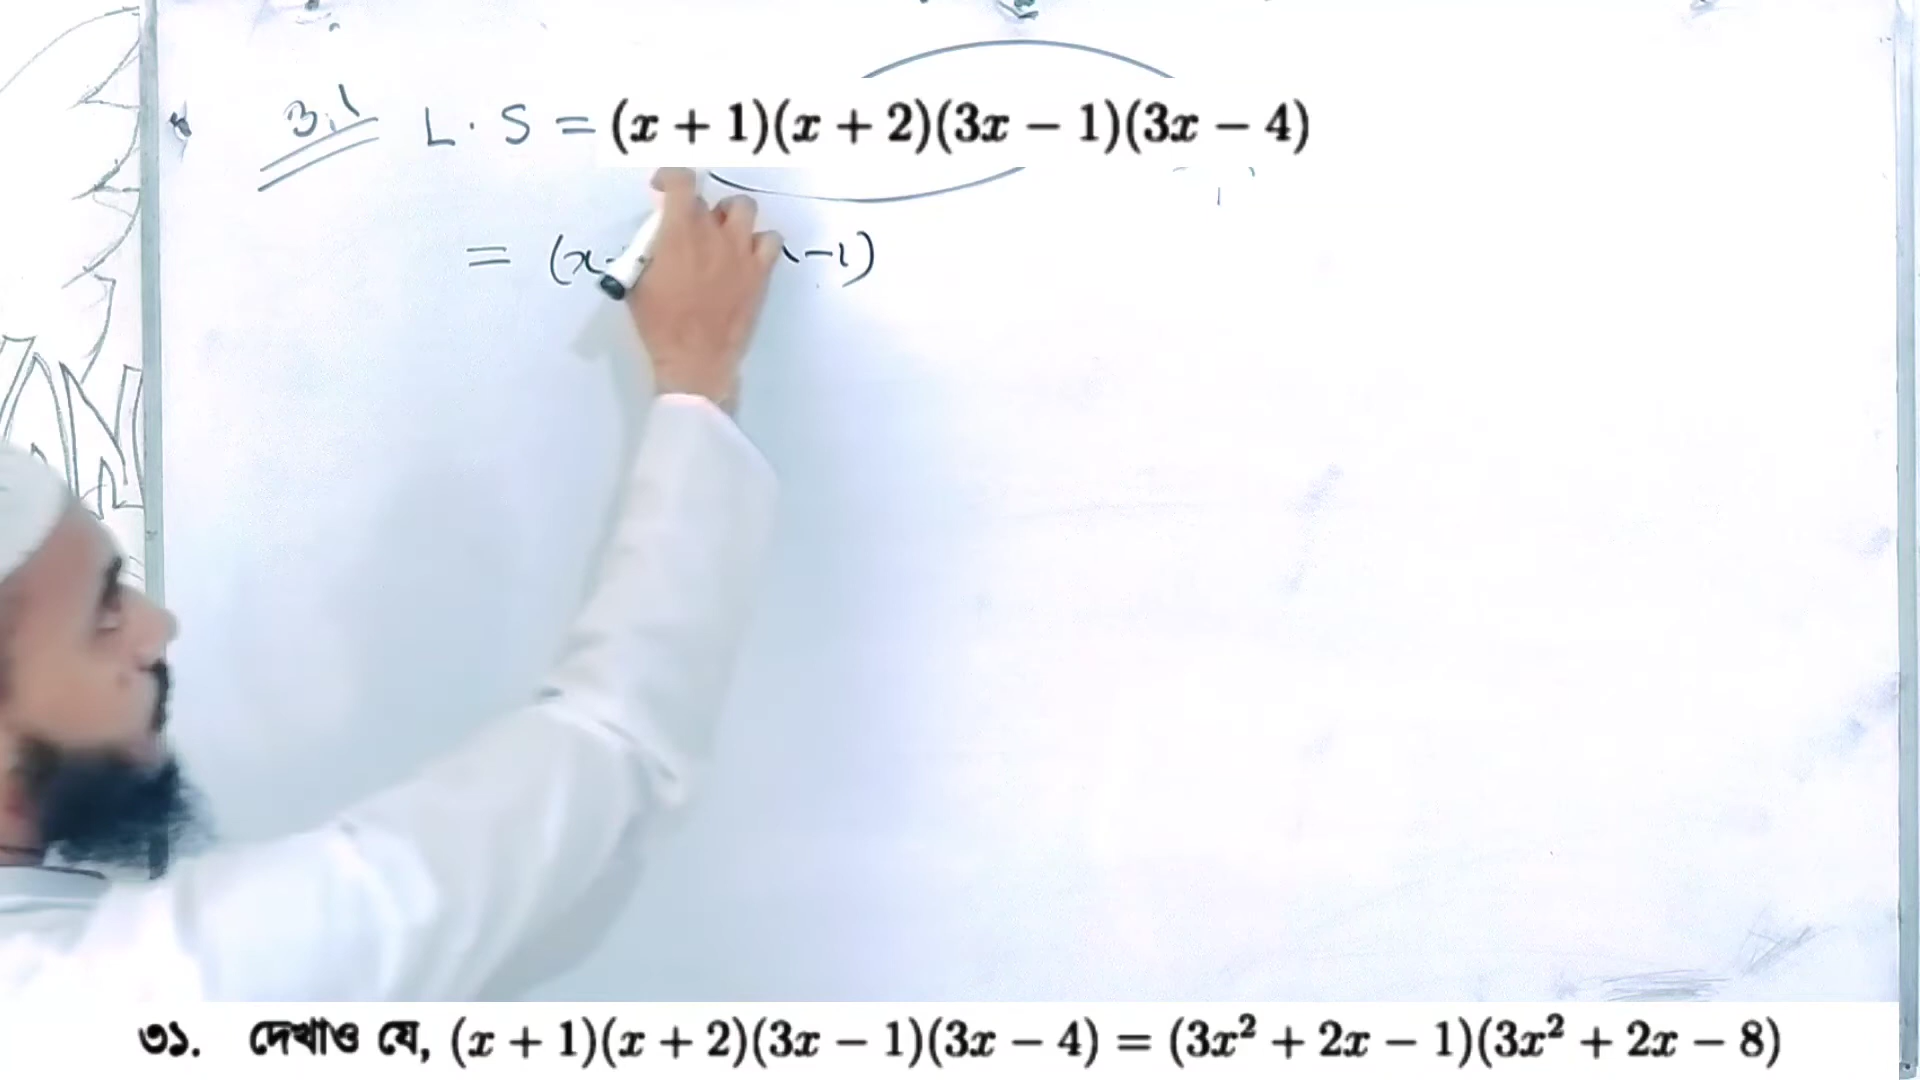 3.1 L.S = (x + 1)(x + 2)(3x − 1)(3x − 4)
= (x −1)
৩১. দেখাও যে, (x + 1)(x + 2)(3x − 1)(3x − 4) = (3x² + 2x − 1)(3x² + 2x − 8)